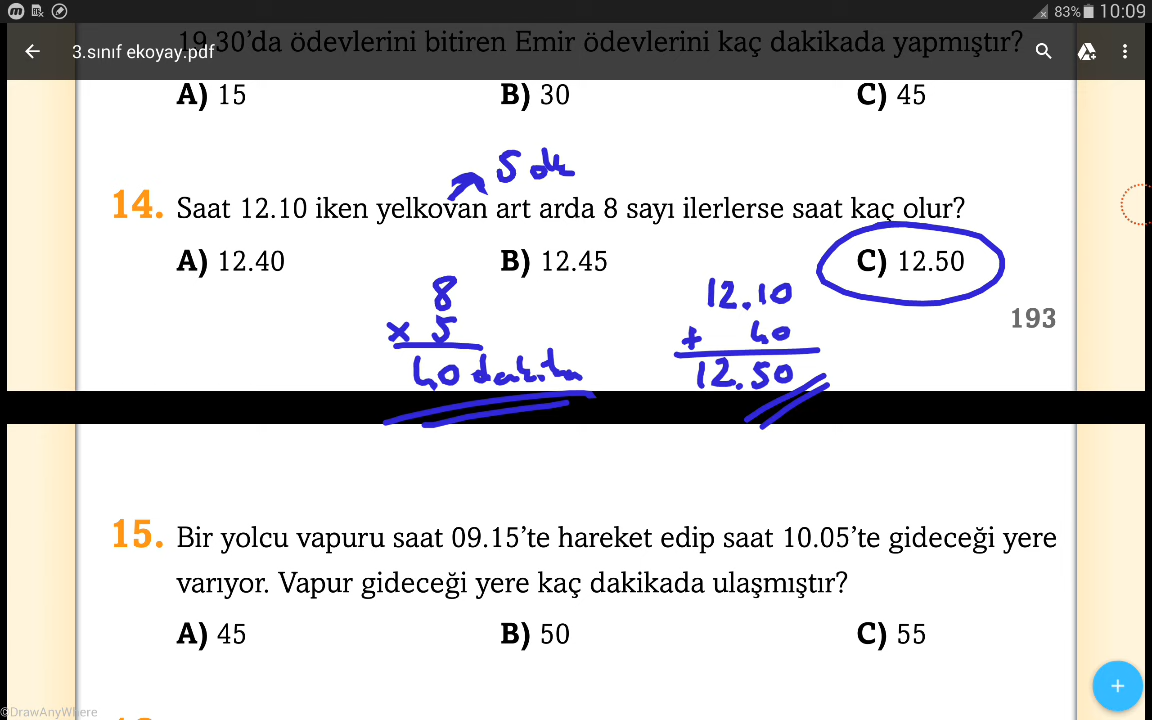 83% 10:09
19.30’da ödevlerini bitiren Emir ödevlerini kaç dakikada yapmıştır?
3.sınıf ekoyay.pdf
A) 15 B) 30 C) 45
5 dk
14. Saat 12.10 iken yelkovan art arda 8 sayı ilerlerse saat kaç olur?
A) 12.40 B) 12.45 C) 12.50
8
x 5
40 dakika
12.10
+ 40
12.50
193
15. Bir yolcu vapuru saat 09.15’te hareket edip saat 10.05’te gideceği yere
varıyor. Vapur gideceği yere kaç dakikada ulaşmıştır?
A) 45 B) 50 C) 55
+
©DrawAnyWhere